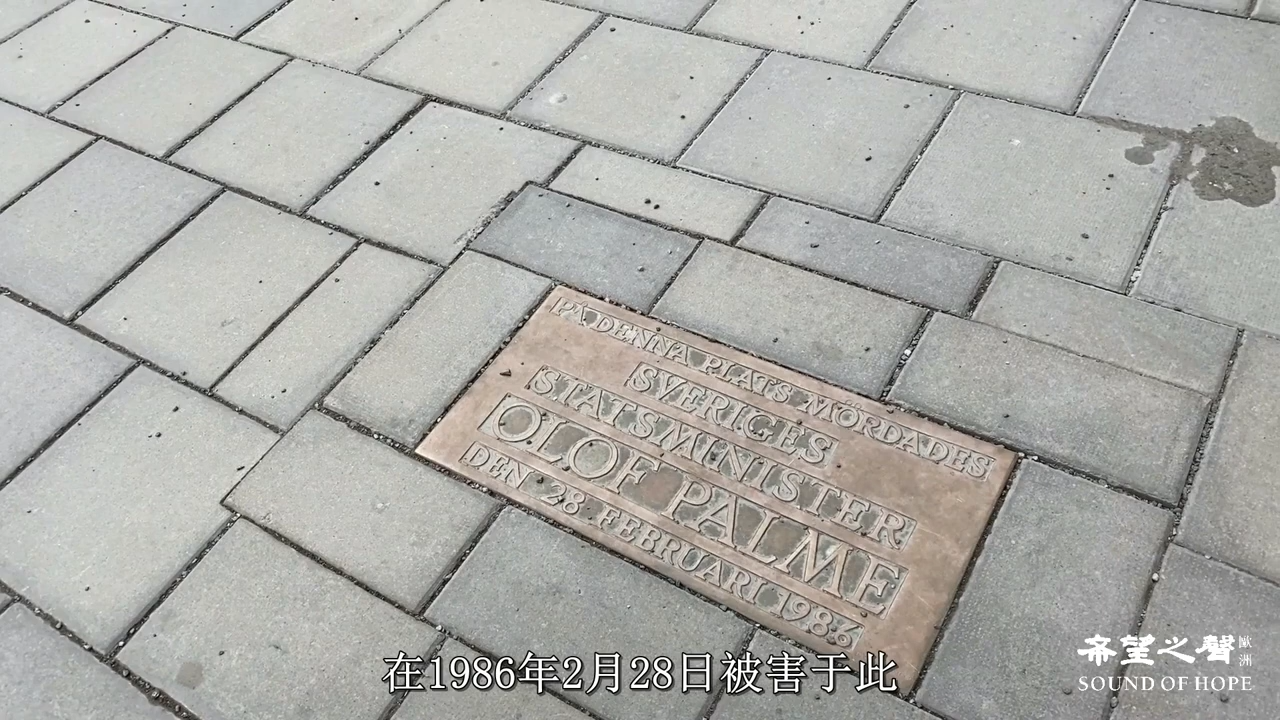 PÅ DENNA PLATS MÖRDADES
SVERIGES
STATSMINISTER
OLOF PALME
DEN 28 FEBRUARI 1986
在1986年2月28日被害于此
希望之聲 歐洲
SOUND OF HOPE